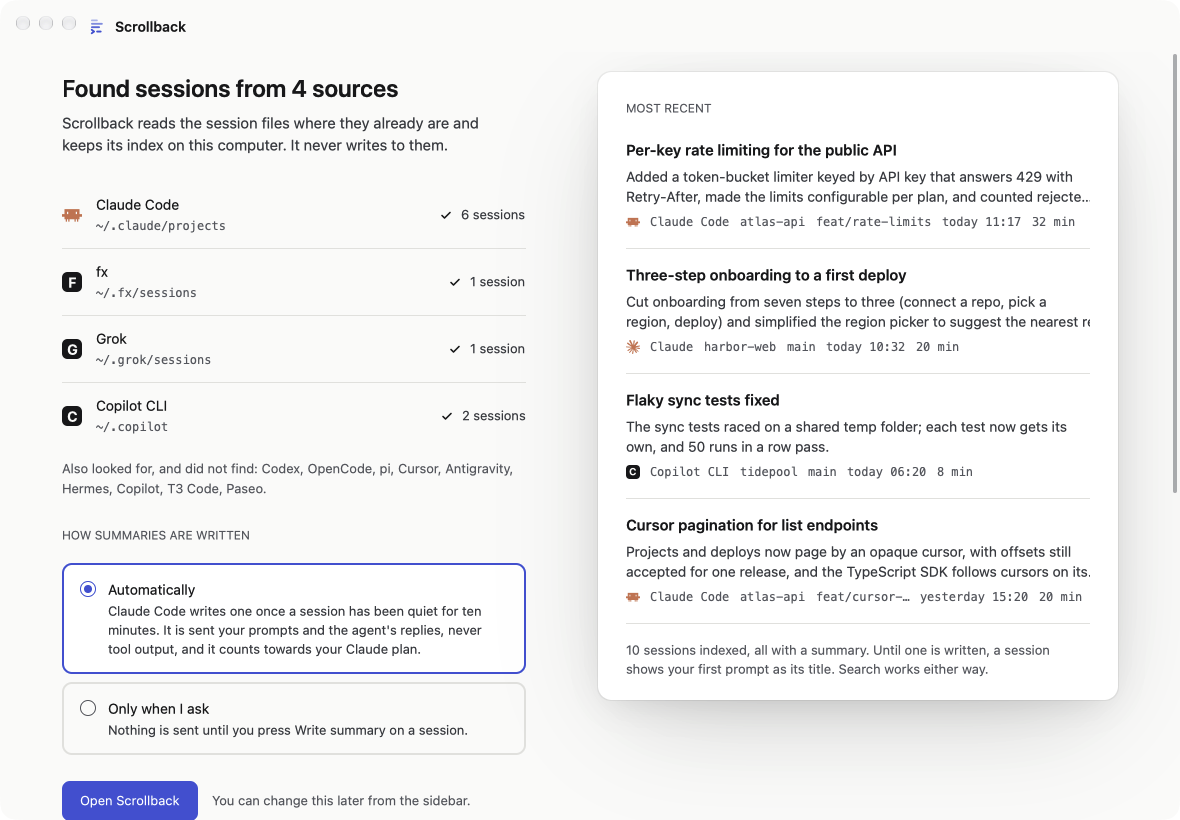 Scrollback
Found sessions from 4 sources
Scrollback reads the session files where they already are and
keeps its index on this computer. It never writes to them.
Claude Code
~/.claude/projects
6 sessions
F
fx
~/.fx/sessions
1 session
G
Grok
~/.grok/sessions
1 session
C
Copilot CLI
~/.copilot
2 sessions
Also looked for, and did not find: Codex, OpenCode, pi, Cursor, Antigravity,
Hermes, Copilot, T3 Code, Paseo.
HOW SUMMARIES ARE WRITTEN
Automatically
Claude Code writes one once a session has been quiet for ten
minutes. It is sent your prompts and the agent's replies, never
tool output, and it counts towards your Claude plan.
Only when I ask
Nothing is sent until you press Write summary on a session.
Open Scrollback
You can change this later from the sidebar.
MOST RECENT
Per-key rate limiting for the public API
Added a token-bucket limiter keyed by API key that answers 429 with
Retry-After, made the limits configurable per plan, and counted rejecte…
Claude Code atlas-api feat/rate-limits today 11:17 32 min
Three-step onboarding to a first deploy
Cut onboarding from seven steps to three (connect a repo, pick a
region, deploy) and simplified the region picker to suggest the nearest re
Claude harbor-web main today 10:32 20 min
Flaky sync tests fixed
The sync tests raced on a shared temp folder; each test now gets its
own, and 50 runs in a row pass.
C Copilot CLI tidepool main today 06:20 8 min
Cursor pagination for list endpoints
Projects and deploys now page by an opaque cursor, with offsets still
accepted for one release, and the TypeScript SDK follows cursors on its.
Claude Code atlas-api feat/cursor-… yesterday 15:20 20 min
10 sessions indexed, all with a summary. Until one is written, a session
shows your first prompt as its title. Search works either way.